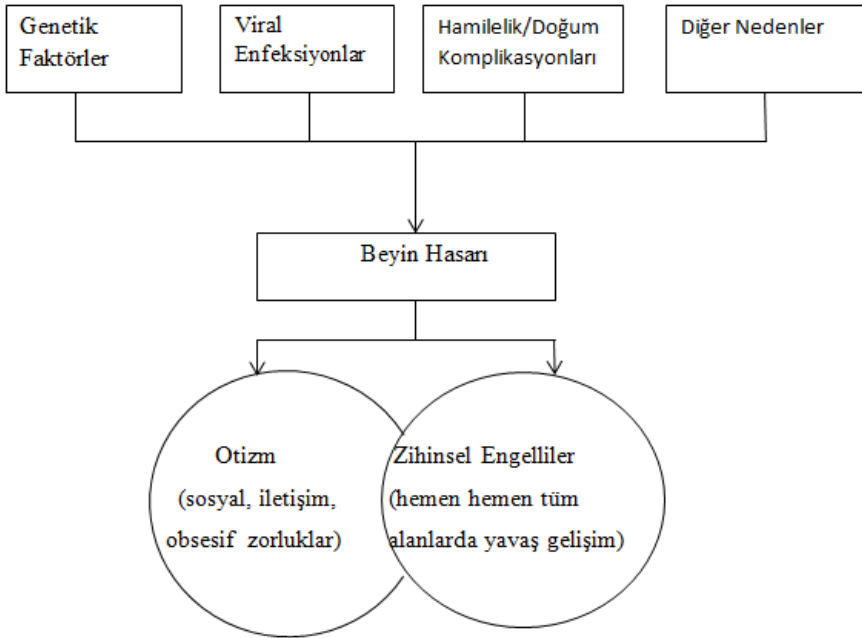 Genetik
Faktörler
Viral
Enfeksiyonlar
Hamilelik/Doğum
Komplikasyonları
Diğer Nedenler
Beyin Hasarı
Otizm
(sosyal, iletişim,
obsesif zorluklar)
Zihinsel Engelliler
(hemen hemen tüm
alanlarda yavaş gelişim)